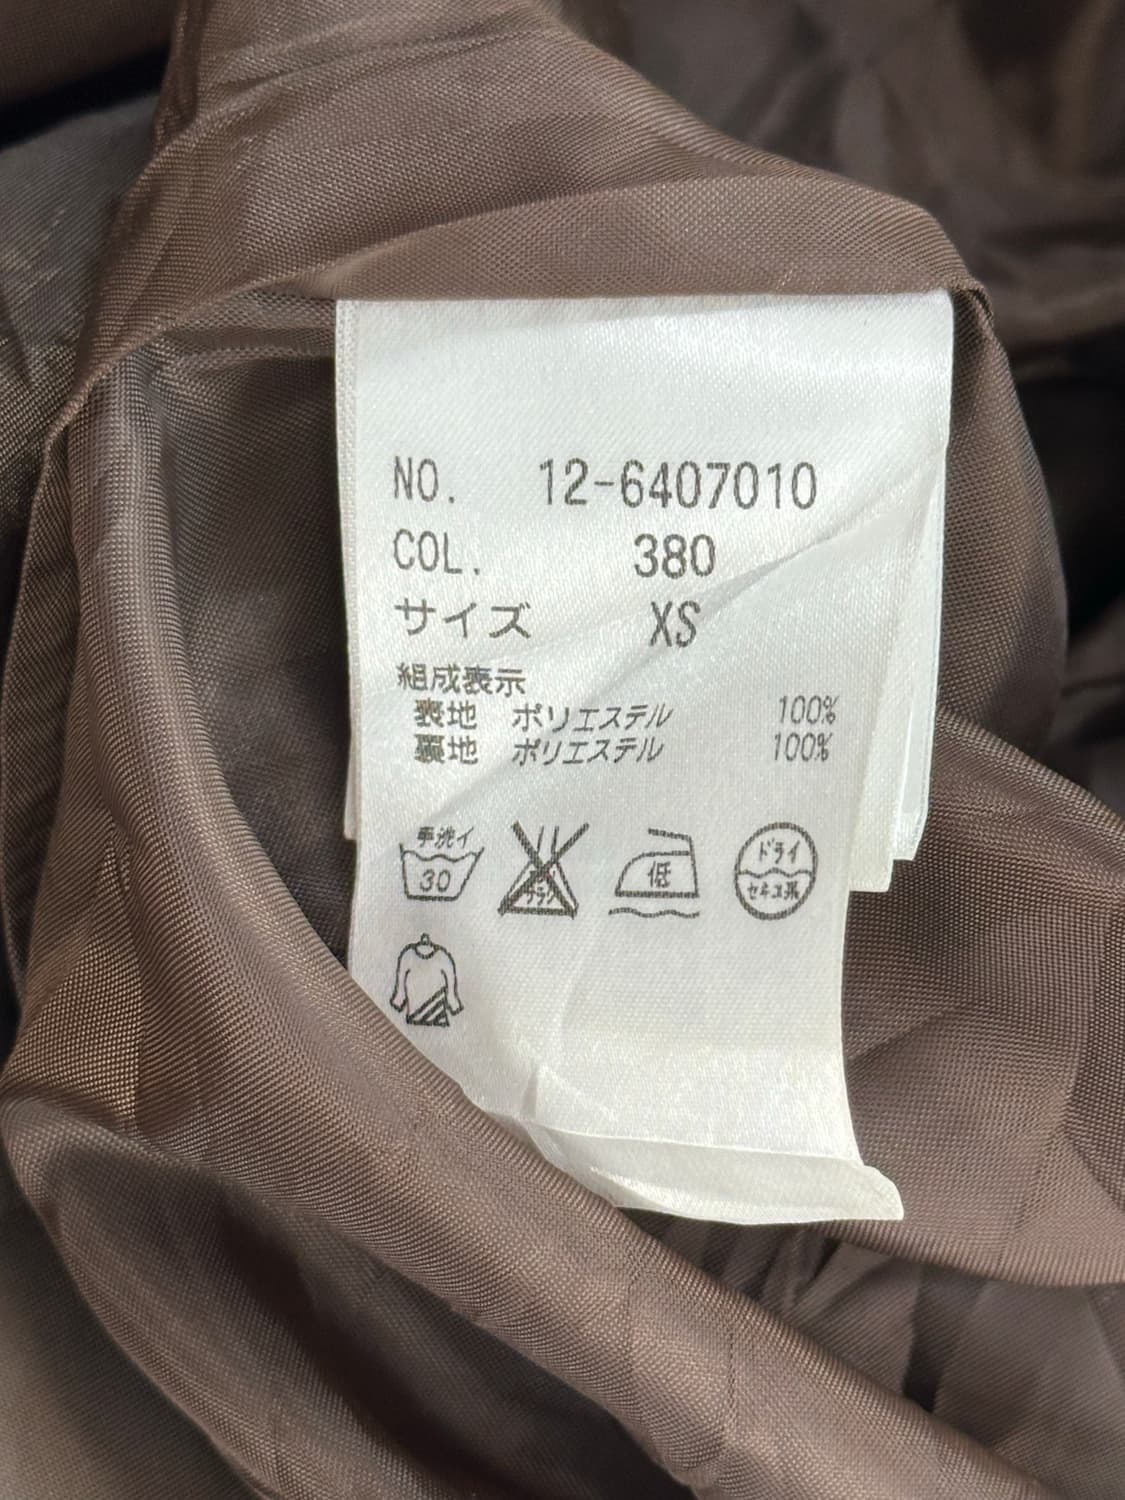 NO. 12-6407010
COL. 380
サイズ XS
組成表示
表地 ポリエステル 100%
裏地 ポリエステル 100%
手洗イ
30
低
ドライ
セキユ系